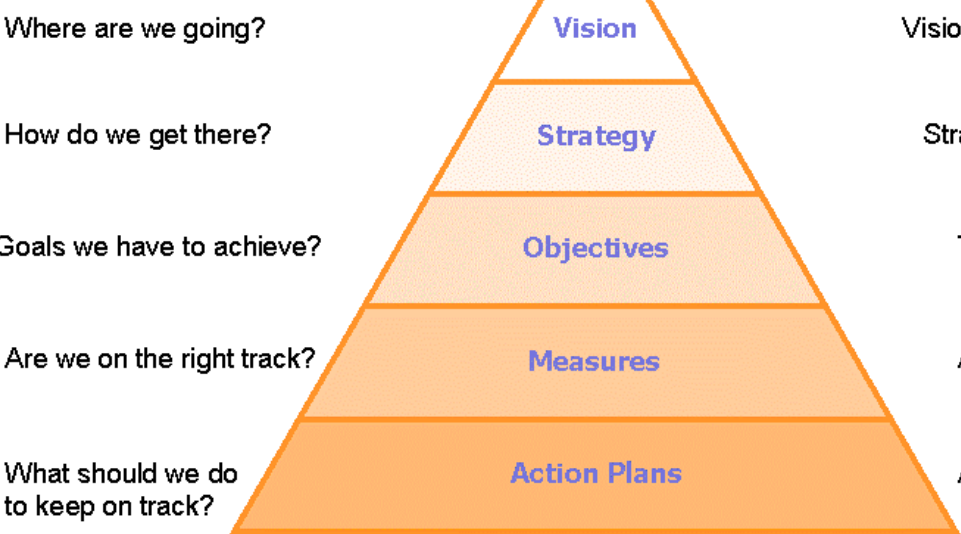 Where are we going?
Vision
How do we get there?
Strategy
Goals we have to achieve?
Objectives
Are we on the right track?
Measures
What should we do
to keep on track?
Action Plans